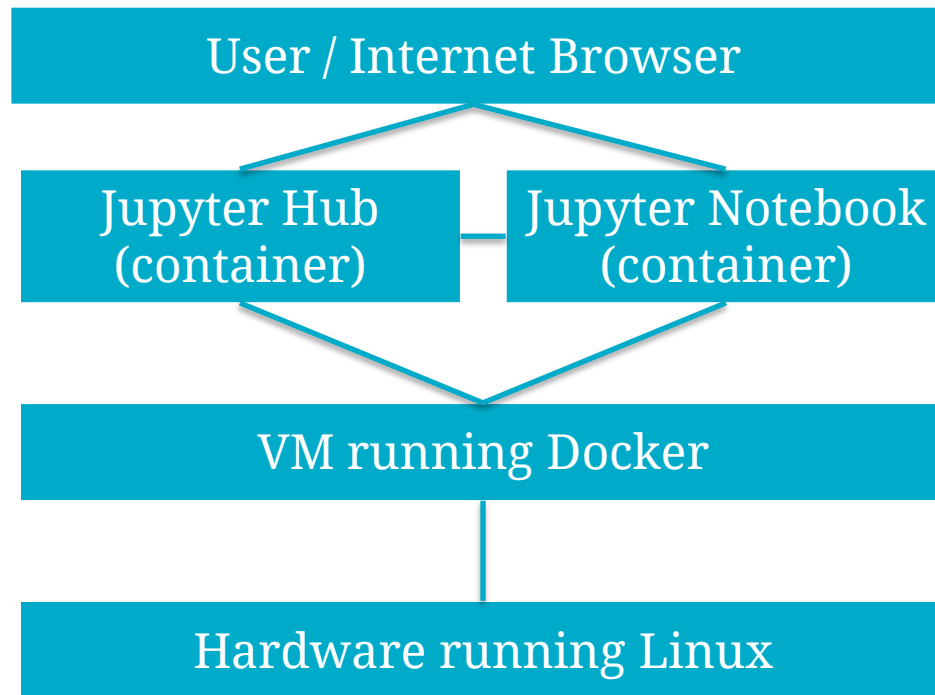 User / Internet Browser
Jupyter Hub
(container)
Jupyter Notebook
(container)
VM running Docker
Hardware running Linux